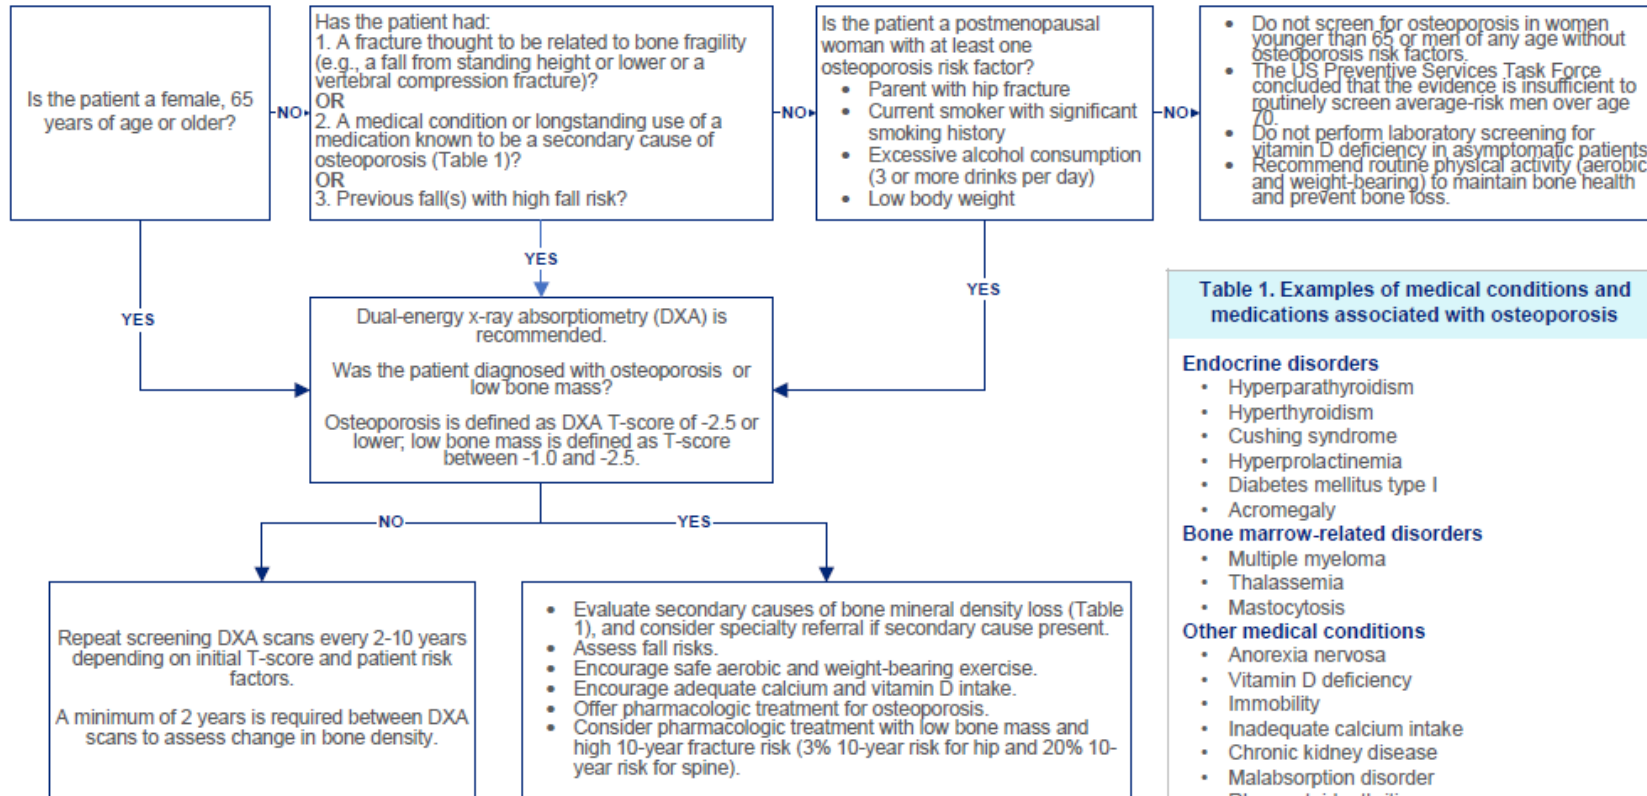 Is the patient a female, 65
years of age or older?
NO
Has the patient had:
1. A fracture thought to be related to bone fragility
(e.g., a fall from standing height or lower or a
vertebral compression fracture)?
OR
2. A medical condition or longstanding use of a
medication known to be a secondary cause of
osteoporosis (Table 1)?
OR
3. Previous fall(s) with high fall risk?
NO
Is the patient a postmenopausal
woman with at least one
osteoporosis risk factor?
• Parent with hip fracture
• Current smoker with significant
smoking history
• Excessive alcohol consumption
(3 or more drinks per day)
• Low body weight
NO
• Do not screen for osteoporosis in women
younger than 65 or men of any age without
osteoporosis risk factors.
• The US Preventive Services Task Force
concluded that the evidence is insufficient to
routinely screen average-risk men over age
70.
• Do not perform laboratory screening for
vitamin D deficiency in asymptomatic patients
• Recommend routine physical activity (aerobic
and weight-bearing) to maintain bone health
and prevent bone loss.
YES
YES
YES
Dual-energy x-ray absorptiometry (DXA) is
recommended.
Was the patient diagnosed with osteoporosis or
low bone mass?
Osteoporosis is defined as DXA T-score of -2.5 or
lower; low bone mass is defined as T-score
between -1.0 and -2.5.
NO
YES
Repeat screening DXA scans every 2-10 years
depending on initial T-score and patient risk
factors.
A minimum of 2 years is required between DXA
scans to assess change in bone density.
• Evaluate secondary causes of bone mineral density loss (Table
1), and consider specialty referral if secondary cause present.
• Assess fall risks.
• Encourage safe aerobic and weight-bearing exercise.
• Encourage adequate calcium and vitamin D intake.
• Offer pharmacologic treatment for osteoporosis.
• Consider pharmacologic treatment with low bone mass and
high 10-year fracture risk (3% 10-year risk for hip and 20% 10-
year risk for spine).
Table 1. Examples of medical conditions and
medications associated with osteoporosis
Endocrine disorders
• Hyperparathyroidism
• Hyperthyroidism
• Cushing syndrome
• Hyperprolactinemia
• Diabetes mellitus type I
• Acromegaly
Bone marrow-related disorders
• Multiple myeloma
• Thalassemia
• Mastocytosis
Other medical conditions
• Anorexia nervosa
• Vitamin D deficiency
• Immobility
• Inadequate calcium intake
• Chronic kidney disease
• Malabsorption disorder